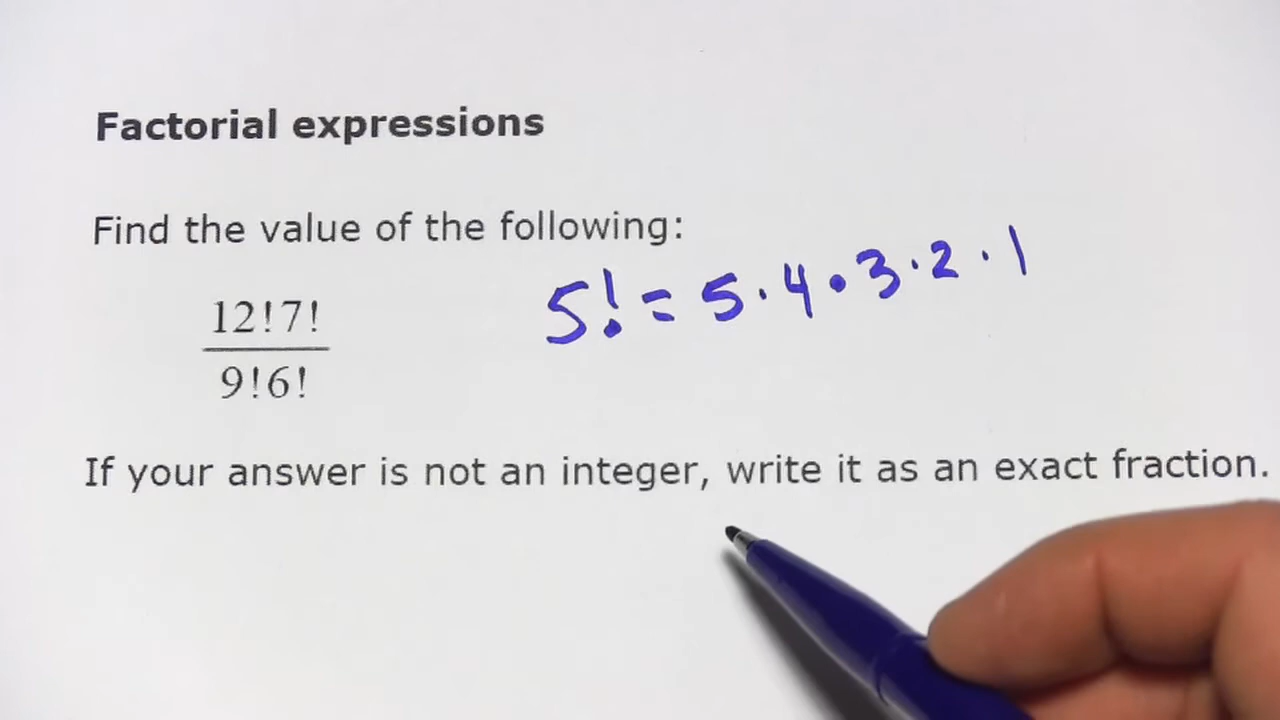 Factorial expressions
Find the value of the following:
5! = 5 · 4 · 3 · 2 · 1
12!7!
9!6!
If your answer is not an integer, write it as an exact fraction.